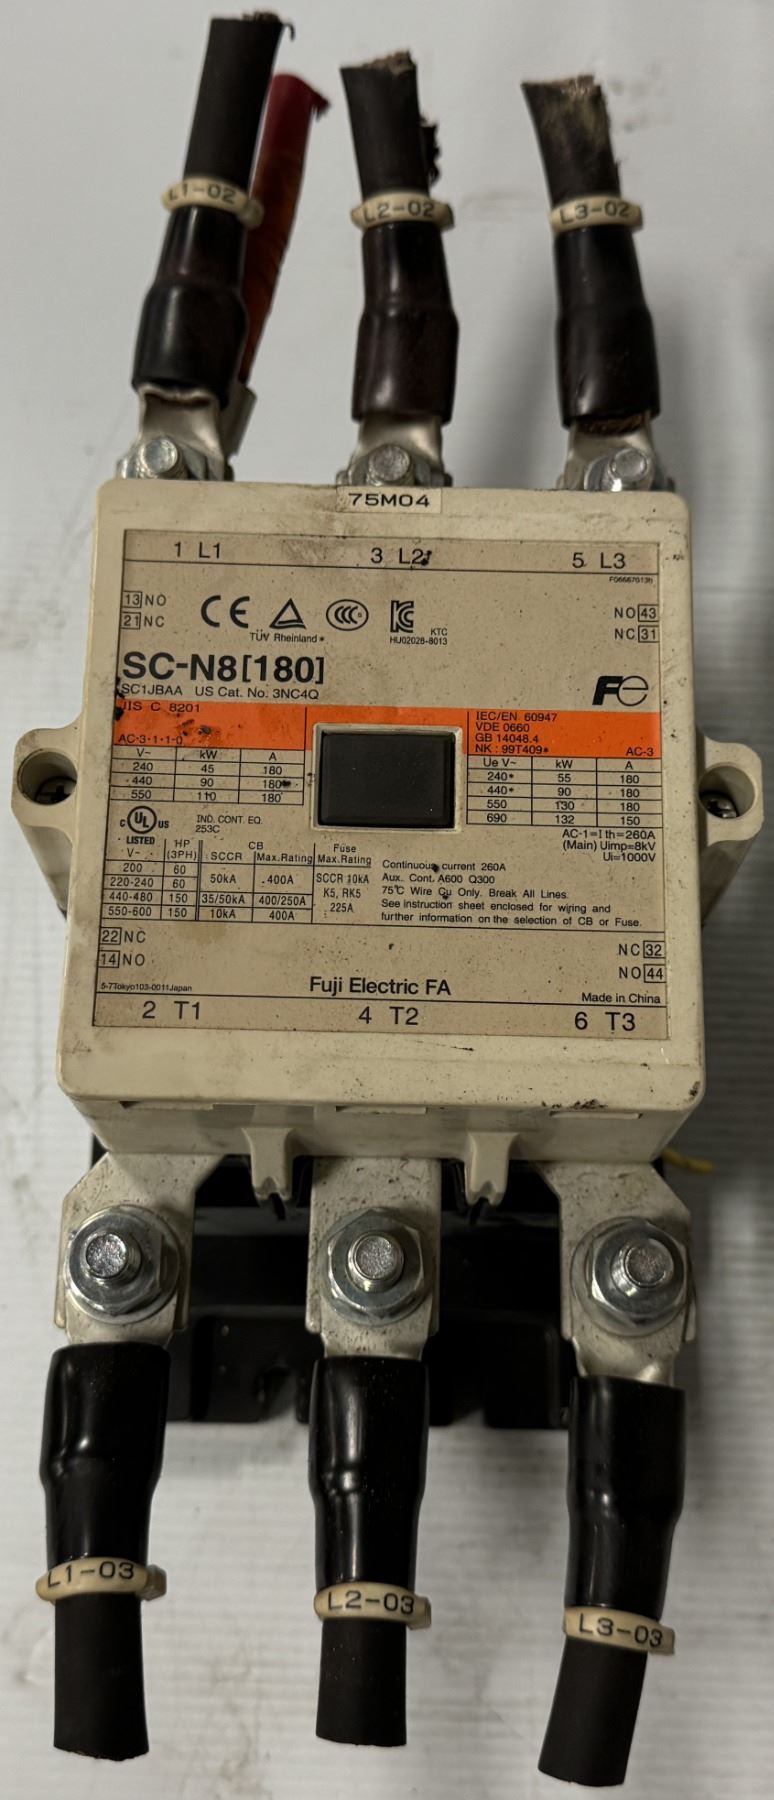 L1-02
L2-02
L3-02
75M04
1 L1 3 L2 5 L3
F06667013h
13 NO
21 NC
CE
TÜV Rheinland
KTC
HU02028-8013
NO 43
NC 31
SC-N8[180]
SC1JBAA US Cat. No. 3NC4Q
Fe
JIS C 8201
AC-3·1·1-0
V~ kW A
240 45 180
440 90 180
550 110 180
IEC/EN 60947
VDE 0660
GB 14048.4
NK : 99T409* AC-3
Ue V~ kW A
240* 55 180
440* 90 180
550 130 180
690 132 150
AC-1=Ith=260A
(Main) Uimp=8kV
Ui=1000V
c UL us
LISTED
IND. CONT. EQ.
253C
V~ HP (3PH) CB SCCR Max.Rating Fuse Max.Rating
200 60 50kA 400A SCCR 10kA
220-240 60 K5, RK5
440-480 150 35/50kA 400/250A 225A
550-600 150 10kA 400A
Continuous current 260A
Aux. Cont. A600 Q300
75℃ Wire Cu Only. Break All Lines.
See instruction sheet enclosed for wiring and
further information on the selection of CB or Fuse.
22 NC
14 NO
NC 32
NO 44
5-7Tokyo103-0011Japan
Fuji Electric FA
Made in China
2 T1 4 T2 6 T3
L1-03
L2-03
L3-03